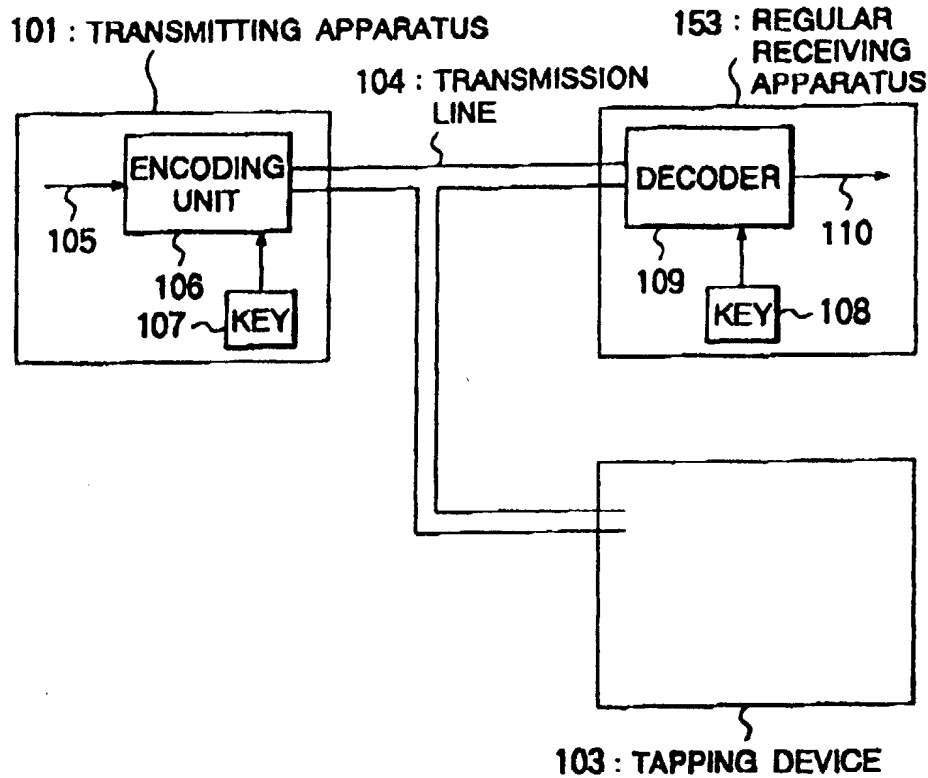 101 : TRANSMITTING APPARATUS
153 : REGULAR
RECEIVING
APPARATUS
104 : TRANSMISSION
LINE
ENCODING
UNIT
DECODER
105
106
107
KEY
109
110
KEY
108
103 : TAPPING DEVICE